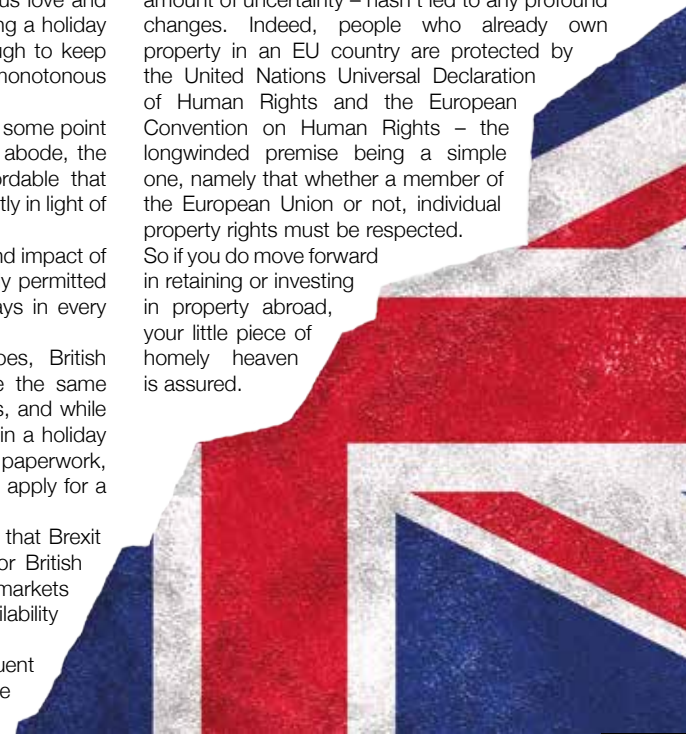 us love and
ng a holiday
ugh to keep
monotonous
some point
abode, the
rdable that
tly in light of
nd impact of
y permitted
ays in every
pes, British
e the same
s, and while
in a holiday
paperwork,
apply for a
that Brexit
or British
markets
ilability
uent
e
amount of uncertainty – hasn't led to any profound
changes. Indeed, people who already own
property in an EU country are protected by
the United Nations Universal Declaration
of Human Rights and the European
Convention on Human Rights – the
longwinded premise being a simple
one, namely that whether a member of
the European Union or not, individual
property rights must be respected.
So if you do move forward
in retaining or investing
in property abroad,
your little piece of
homely heaven
is assured.